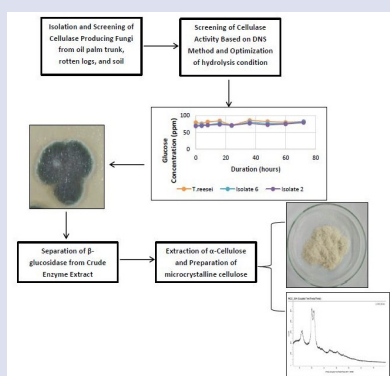 Isolation and Screening of
Cellulase Producing Fungi
from oil palm trunk,
rotten logs, and soil
Screening of Cellulase
Activity Based on DNS
Method and Optimization
of hydrolysis condition
Glucose
Concentration (ppm)
100
50
0
0 20 40 60 80
Duration (hours)
T.reesei Isolate 6 Isolate 2
Separation of β-
glucosidase from Crude
Enzyme Extract
Extraction of α-Cellulose
and Preparation of
microcrystalline cellulose